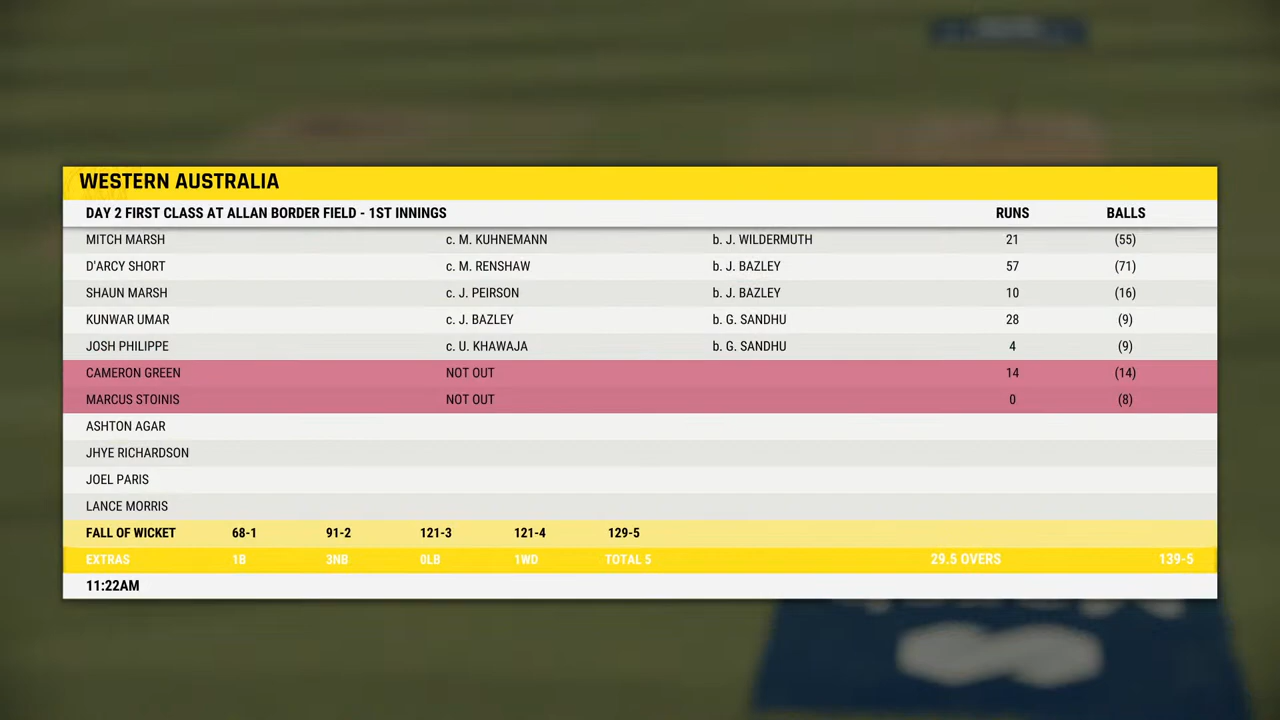 WESTERN AUSTRALIA
DAY 2 FIRST CLASS AT ALLAN BORDER FIELD - 1ST INNINGS RUNS BALLS
MITCH MARSH c. M. KUHNEMANN b. J. WILDERMUTH 21 (55)
D'ARCY SHORT c. M. RENSHAW b. J. BAZLEY 57 (71)
SHAUN MARSH c. J. PEIRSON b. J. BAZLEY 10 (16)
KUNWAR UMAR c. J. BAZLEY b. G. SANDHU 28 (9)
JOSH PHILIPPE c. U. KHAWAJA b. G. SANDHU 4 (9)
CAMERON GREEN NOT OUT 14 (14)
MARCUS STOINIS NOT OUT 0 (8)
ASHTON AGAR
JHYE RICHARDSON
JOEL PARIS
LANCE MORRIS
FALL OF WICKET 68-1 91-2 121-3 121-4 129-5
EXTRAS 1B 3NB 0LB 1WD TOTAL 5 29.5 OVERS 139-5
11:22AM